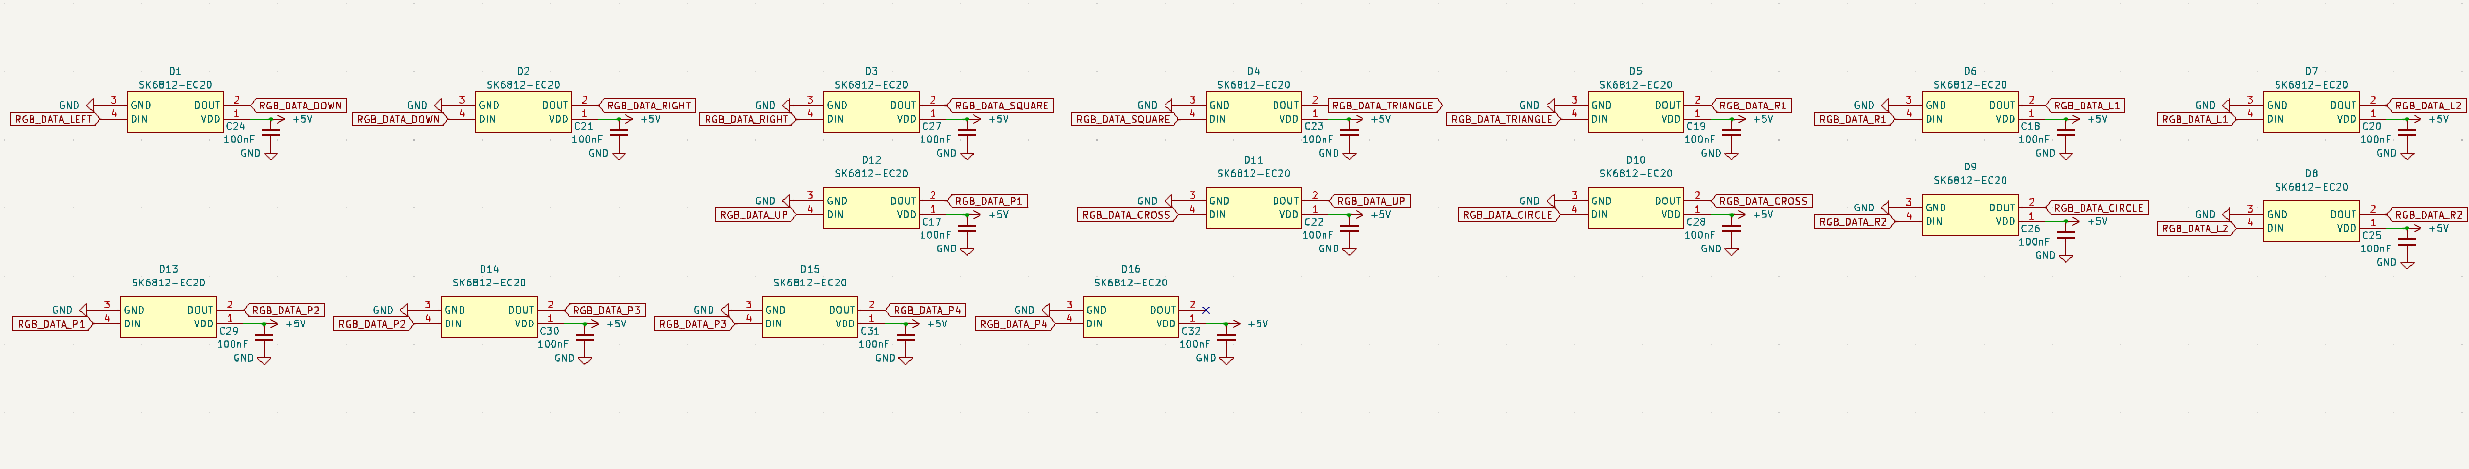 D1
SK6812-EC20
GND 3 GND DOUT 2 RGB_DATA_DOWN
RGB_DATA_LEFT 4 DIN VDD 1 +5V
C24
100nF
GND
D2
SK6812-EC20
GND 3 GND DOUT 2 RGB_DATA_RIGHT
RGB_DATA_DOWN 4 DIN VDD 1 +5V
C21
100nF
GND
D3
SK6812-EC20
GND 3 GND DOUT 2 RGB_DATA_SQUARE
RGB_DATA_RIGHT 4 DIN VDD 1 +5V
C27
100nF
GND
D4
SK6812-EC20
GND 3 GND DOUT 2 RGB_DATA_TRIANGLE
RGB_DATA_SQUARE 4 DIN VDD 1 +5V
C23
100nF
GND
D5
SK6812-EC20
GND 3 GND DOUT 2 RGB_DATA_R1
RGB_DATA_TRIANGLE 4 DIN VDD 1 +5V
C19
100nF
GND
D6
SK6812-EC20
GND 3 GND DOUT 2 RGB_DATA_L1
RGB_DATA_R1 4 DIN VDD 1 +5V
C18
100nF
GND
D7
SK6812-EC20
GND 3 GND DOUT 2 RGB_DATA_L2
RGB_DATA_L1 4 DIN VDD 1 +5V
C20
100nF
GND
D12
SK6812-EC20
GND 3 GND DOUT 2 RGB_DATA_P1
RGB_DATA_UP 4 DIN VDD 1 +5V
C17
100nF
GND
D11
SK6812-EC20
GND 3 GND DOUT 2 RGB_DATA_UP
RGB_DATA_CROSS 4 DIN VDD 1 +5V
C22
100nF
GND
D10
SK6812-EC20
GND 3 GND DOUT 2 RGB_DATA_CROSS
RGB_DATA_CIRCLE 4 DIN VDD 1 +5V
C28
100nF
GND
D9
SK6812-EC20
GND 3 GND DOUT 2 RGB_DATA_CIRCLE
RGB_DATA_R2 4 DIN VDD 1 +5V
C26
100nF
GND
D8
SK6812-EC20
GND 3 GND DOUT 2 RGB_DATA_R2
RGB_DATA_L2 4 DIN VDD 1 +5V
C25
100nF
GND
D13
SK6812-EC20
GND 3 GND DOUT 2 RGB_DATA_P2
RGB_DATA_P1 4 DIN VDD 1 +5V
C29
100nF
GND
D14
SK6812-EC20
GND 3 GND DOUT 2 RGB_DATA_P3
RGB_DATA_P2 4 DIN VDD 1 +5V
C30
100nF
GND
D15
SK6812-EC20
GND 3 GND DOUT 2 RGB_DATA_P4
RGB_DATA_P3 4 DIN VDD 1 +5V
C31
100nF
GND
D16
SK6812-EC20
GND 3 GND DOUT 2
RGB_DATA_P4 4 DIN VDD 1 +5V
C32
100nF
GND